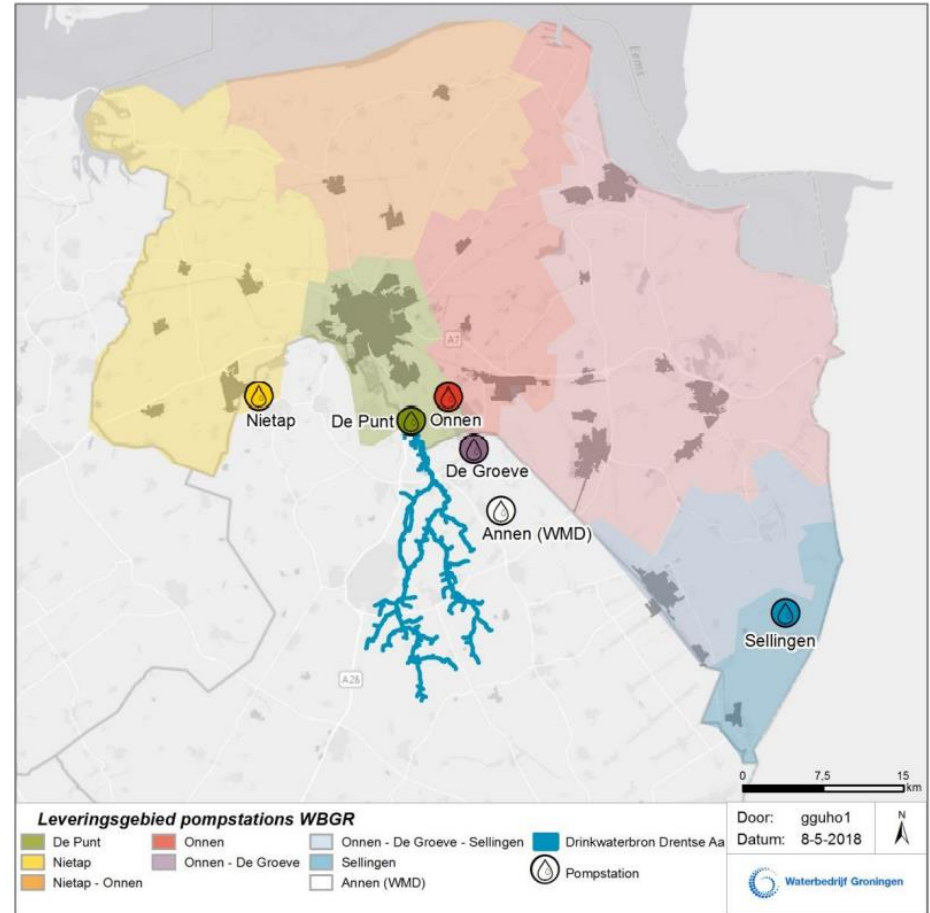 Eems
A7
Nietap
De Punt
Onnen
De Groeve
Annen (WMD)
Sellingen
A28
0 7,5 15
km
Leveringsgebied pompstations WBGR
De Punt
Nietap
Nietap - Onnen
Onnen
Onnen - De Groeve
Onnen - De Groeve - Sellingen
Sellingen
Annen (WMD)
Drinkwaterbron Drentse Aa
Pompstation
Door: gguho1
Datum: 8-5-2018
N
Waterbedrijf Groningen